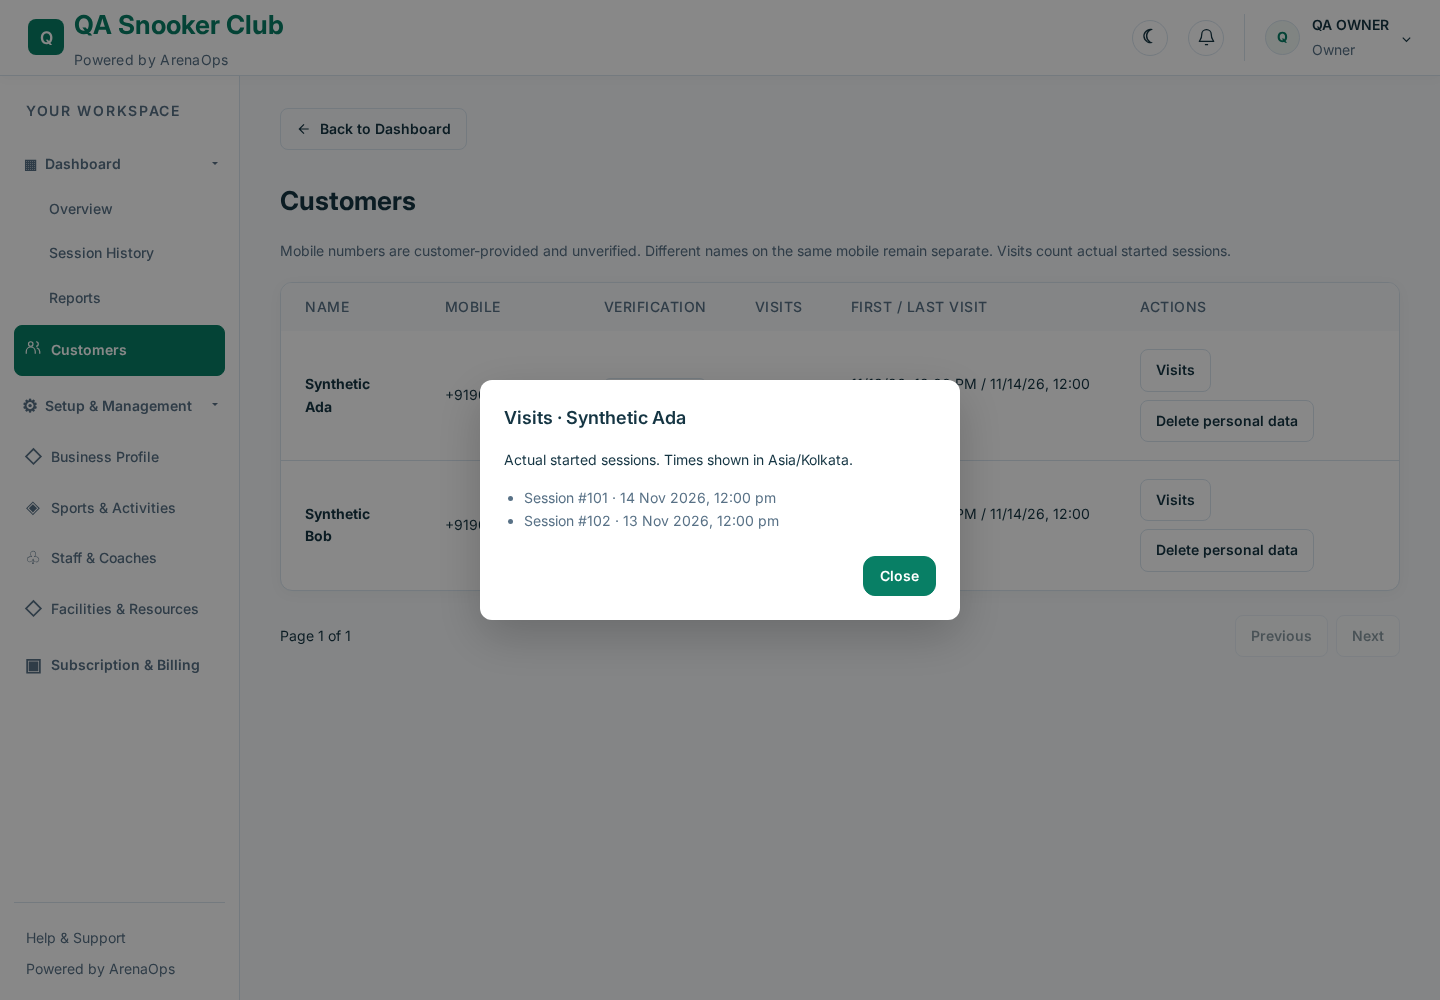 Q
QA Snooker Club
Powered by ArenaOps
Q
QA OWNER
Owner
YOUR WORKSPACE
Dashboard
Overview
Session History
Reports
Customers
Setup & Management
Business Profile
Sports & Activities
Staff & Coaches
Facilities & Resources
Subscription & Billing
Help & Support
Powered by ArenaOps
Back to Dashboard
Customers
Mobile numbers are customer-provided and unverified. Different names on the same mobile remain separate. Visits count actual started sessions.
NAME MOBILE VERIFICATION VISITS FIRST / LAST VISIT ACTIONS
Synthetic
Ada
PM / 11/14/26, 12:00
Visits
Delete personal data
Synthetic
Bob
PM / 11/14/26, 12:00
Visits
Delete personal data
Page 1 of 1
Previous
Next
Visits · Synthetic Ada
Actual started sessions. Times shown in Asia/Kolkata.
Session #101 · 14 Nov 2026, 12:00 pm
Session #102 · 13 Nov 2026, 12:00 pm
Close